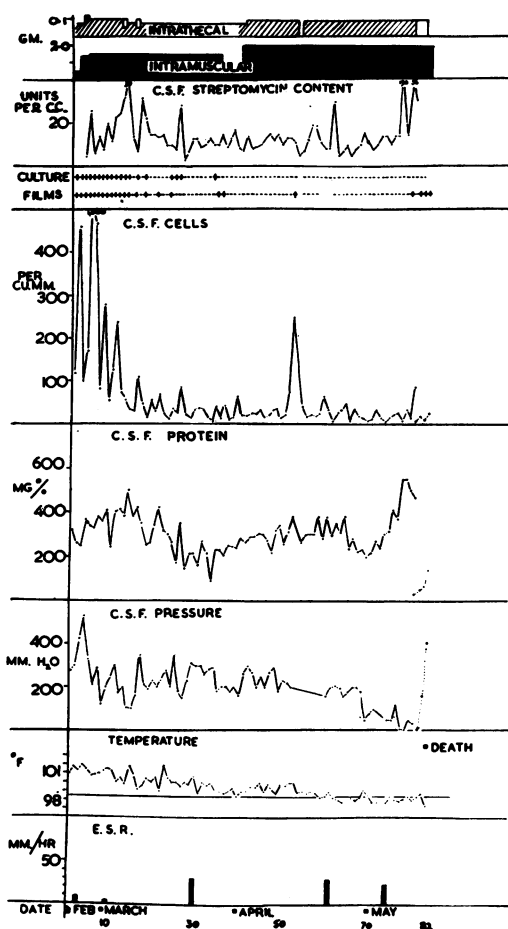 0.1
GM.
INTRATHECAL
2.0
INTRAMUSCULAR
C.S.F. STREPTOMYCIN CONTENT
UNITS
PER C.C.
20
CULTURE
FILMS
C.S.F. CELLS
400
PER
CU.MM.
300
200
100
C.S.F. PROTEIN
600
MG%
400
200
C.S.F. PRESSURE
400
MM. H2O
200
DEATH
TEMPERATURE
°F
101
98
E.S.R.
MM/HR
50
DATE FEB MARCH APRIL MAY
10 30 50 70 82